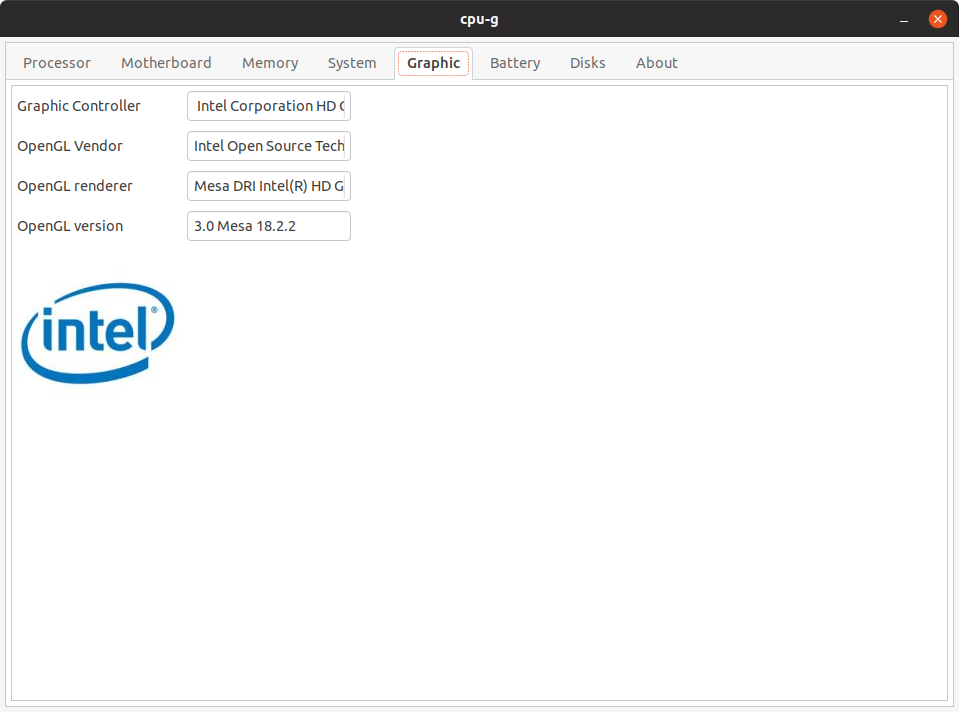 cpu-g
Processor Motherboard Memory System Graphic Battery Disks About
Graphic Controller Intel Corporation HD
OpenGL Vendor Intel Open Source Tech
OpenGL renderer Mesa DRI Intel(R) HD G
OpenGL version 3.0 Mesa 18.2.2
intel®